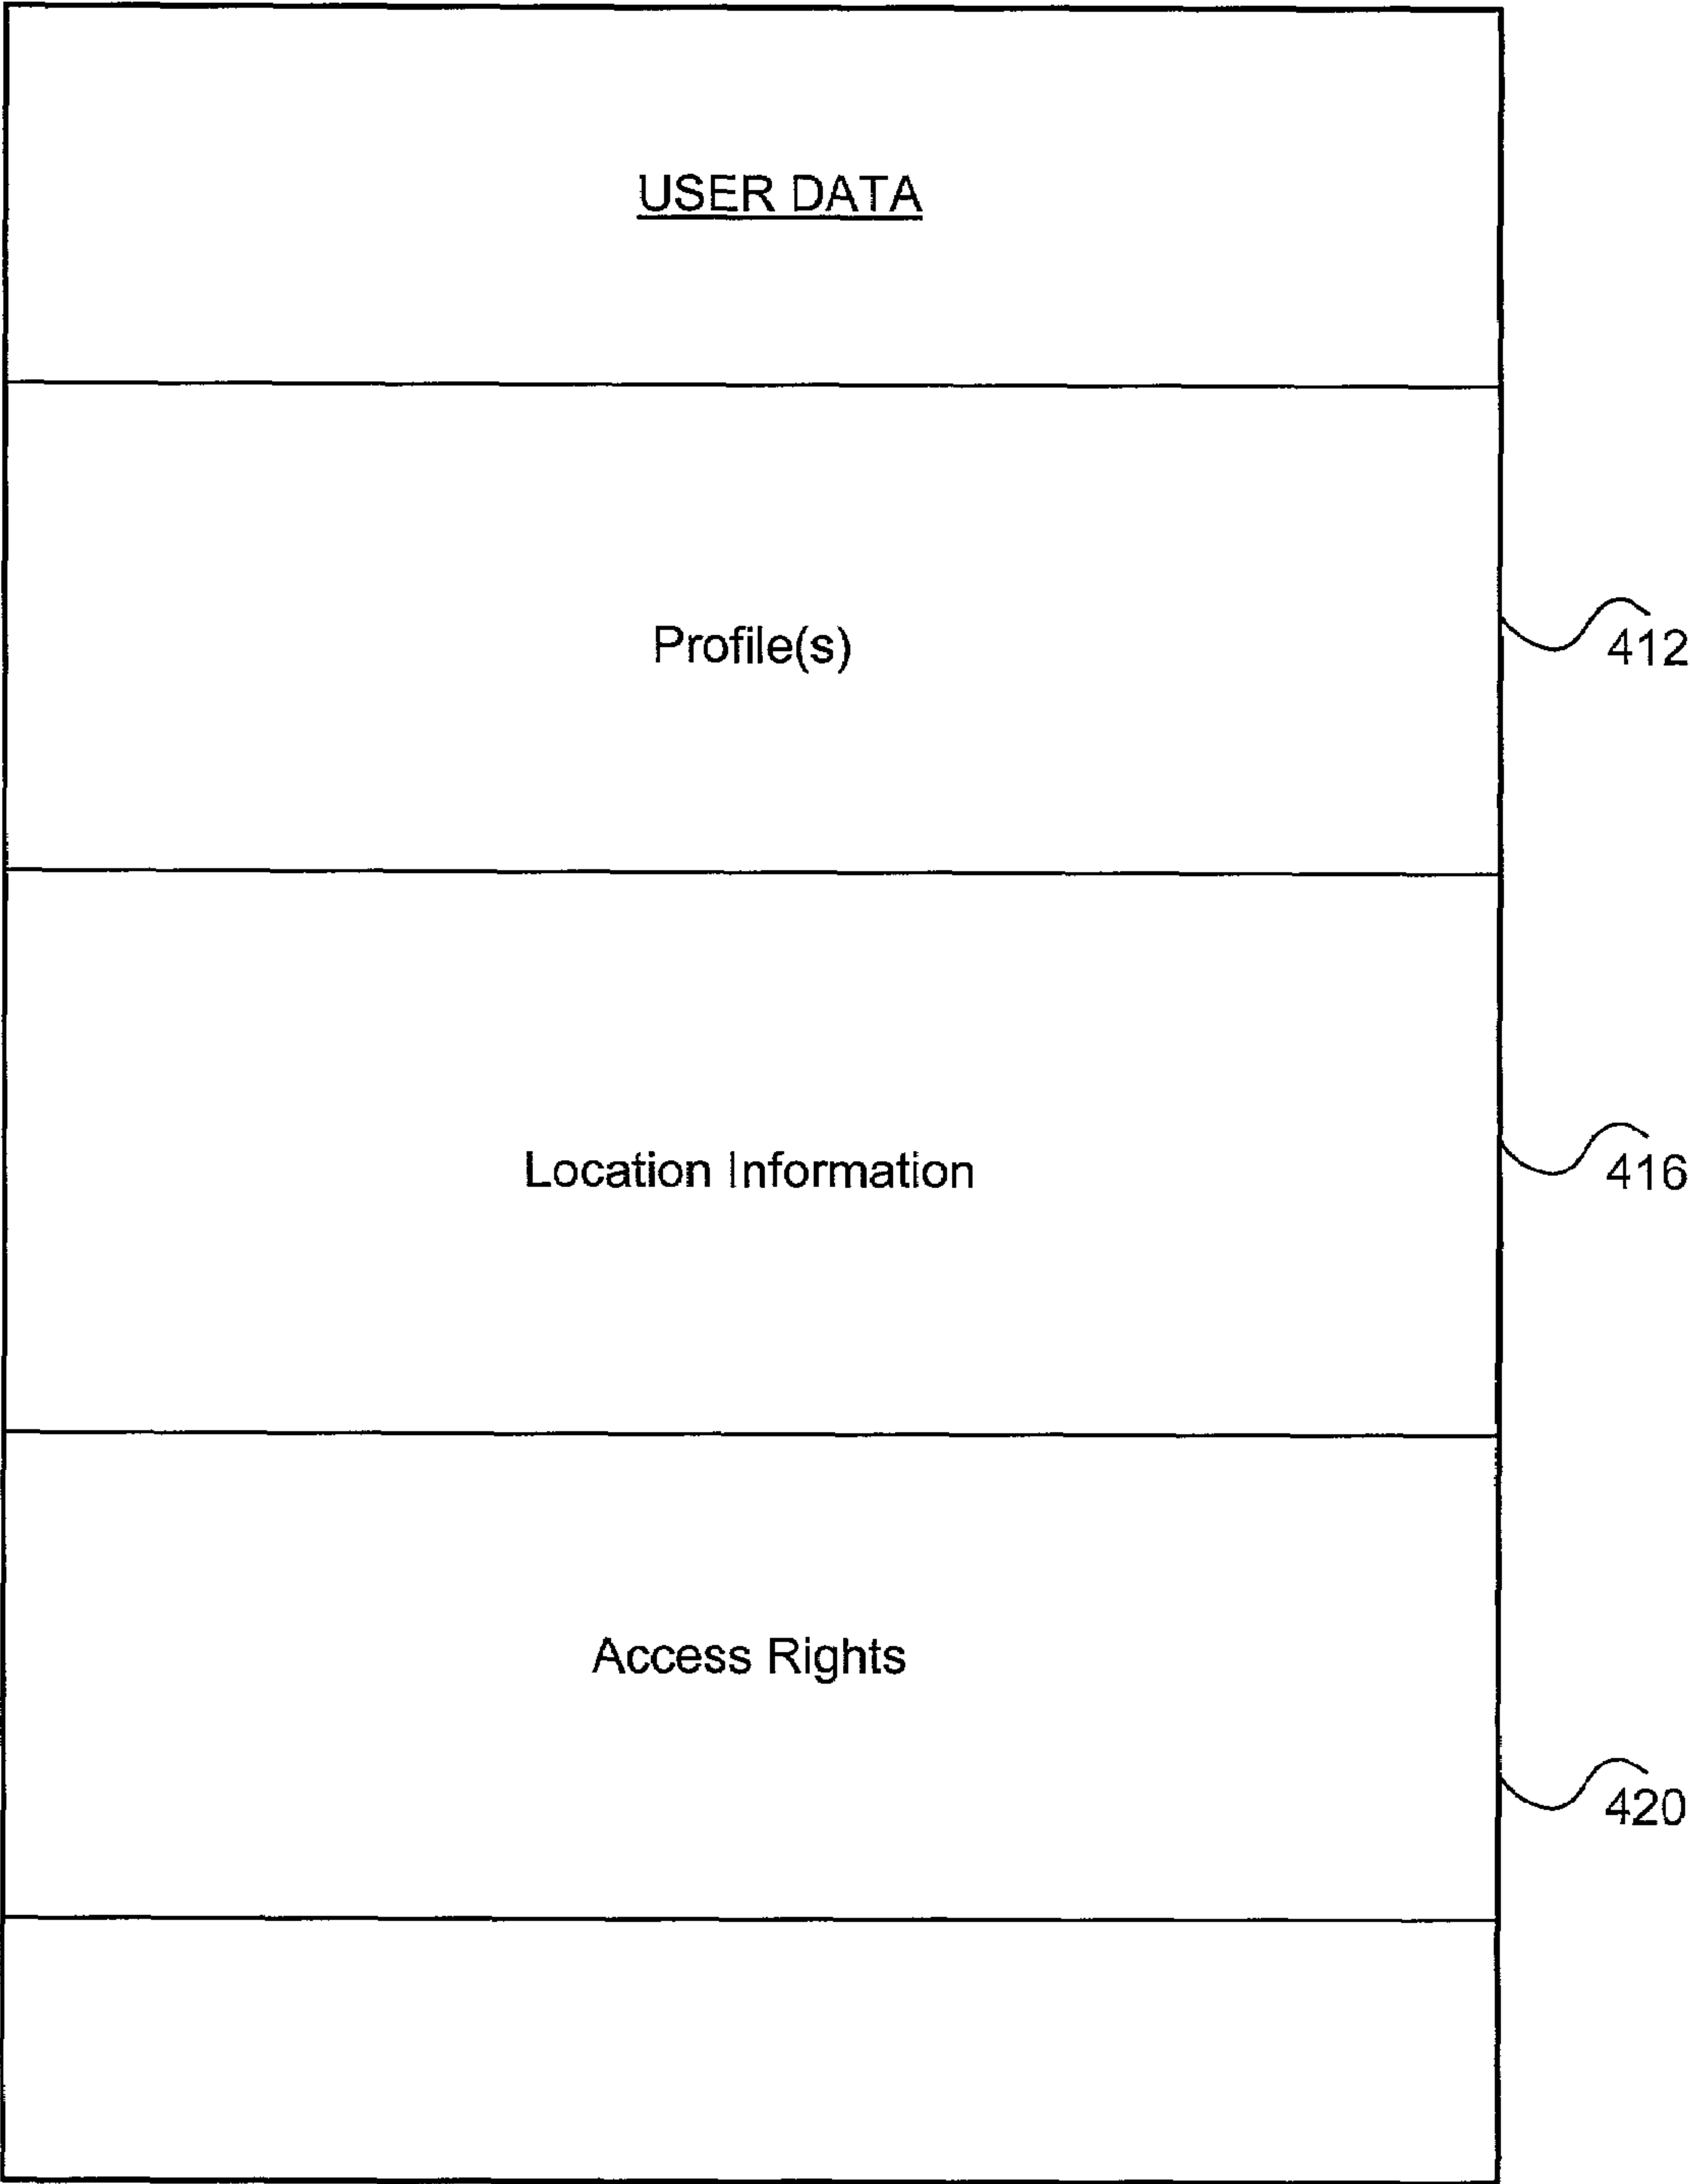 USER DATA
Profile(s)
412
Location Information
416
Access Rights
420